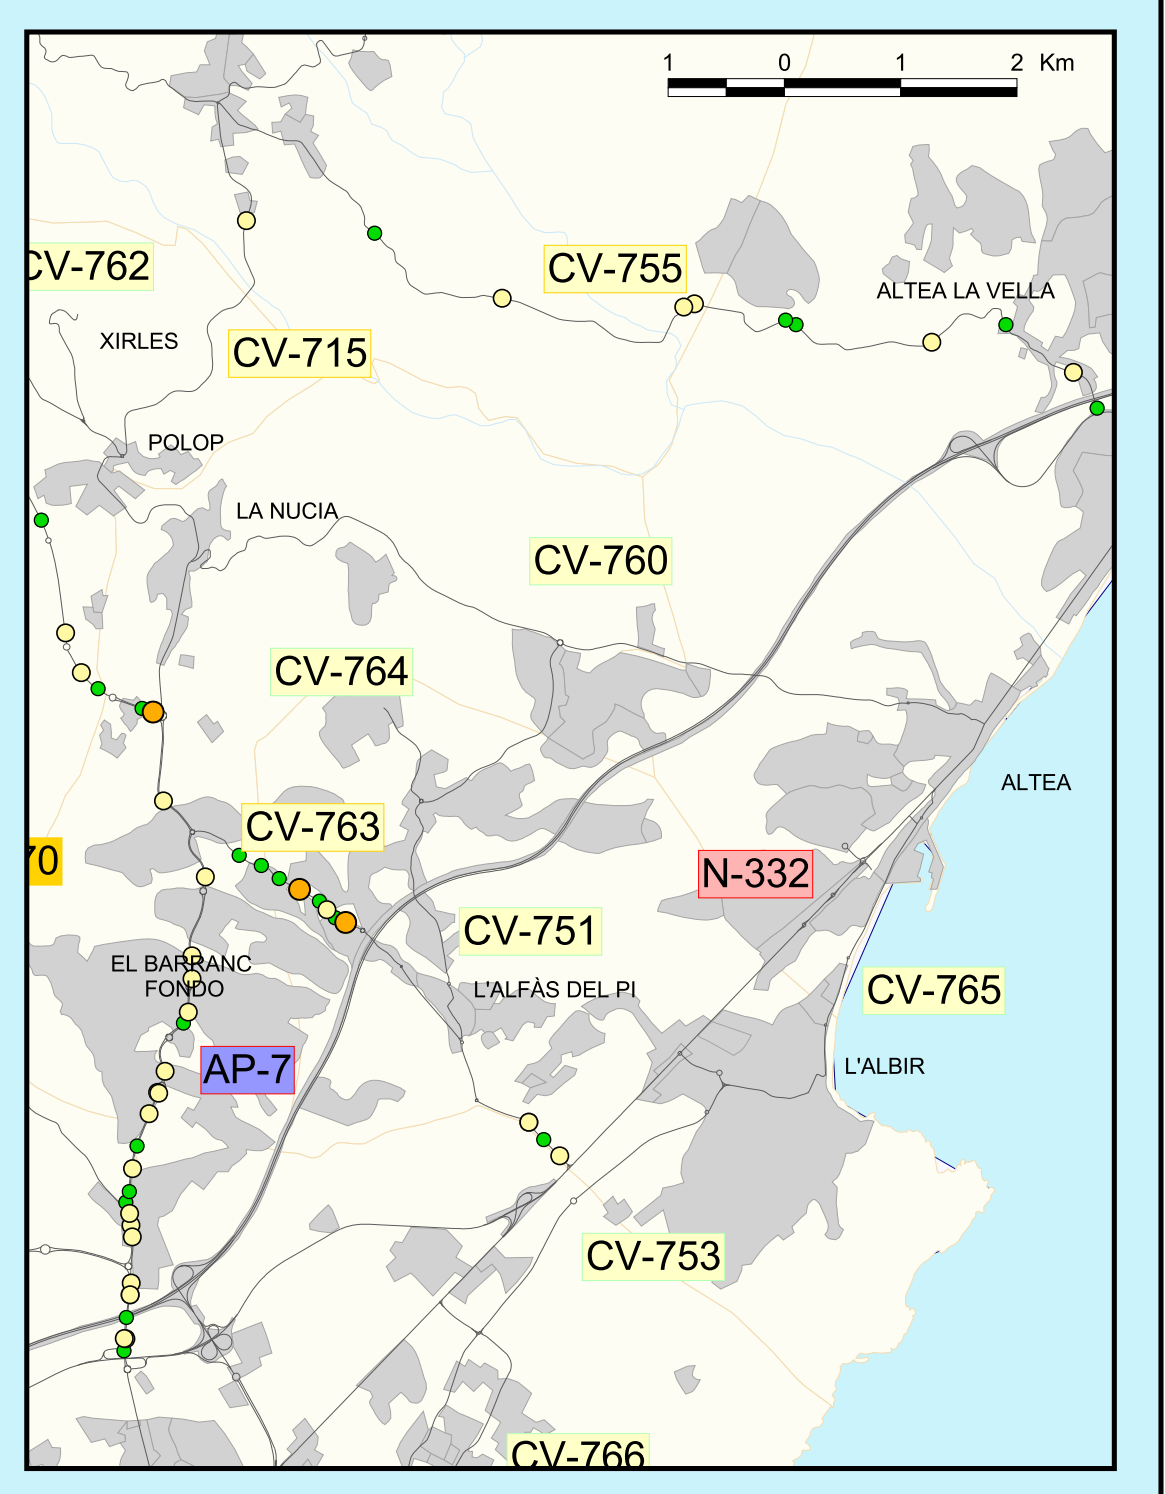 1 0 1 2 Km
CV-762
CV-755
ALTEA LA VELLA
XIRLES
CV-715
POLOP
LA NUCIA
CV-760
CV-764
ALTEA
CV-763
70
N-332
CV-751
EL BARRANC
FONDO
L'ALFÀS DEL PI
CV-765
AP-7
L'ALBIR
CV-753
CV-766